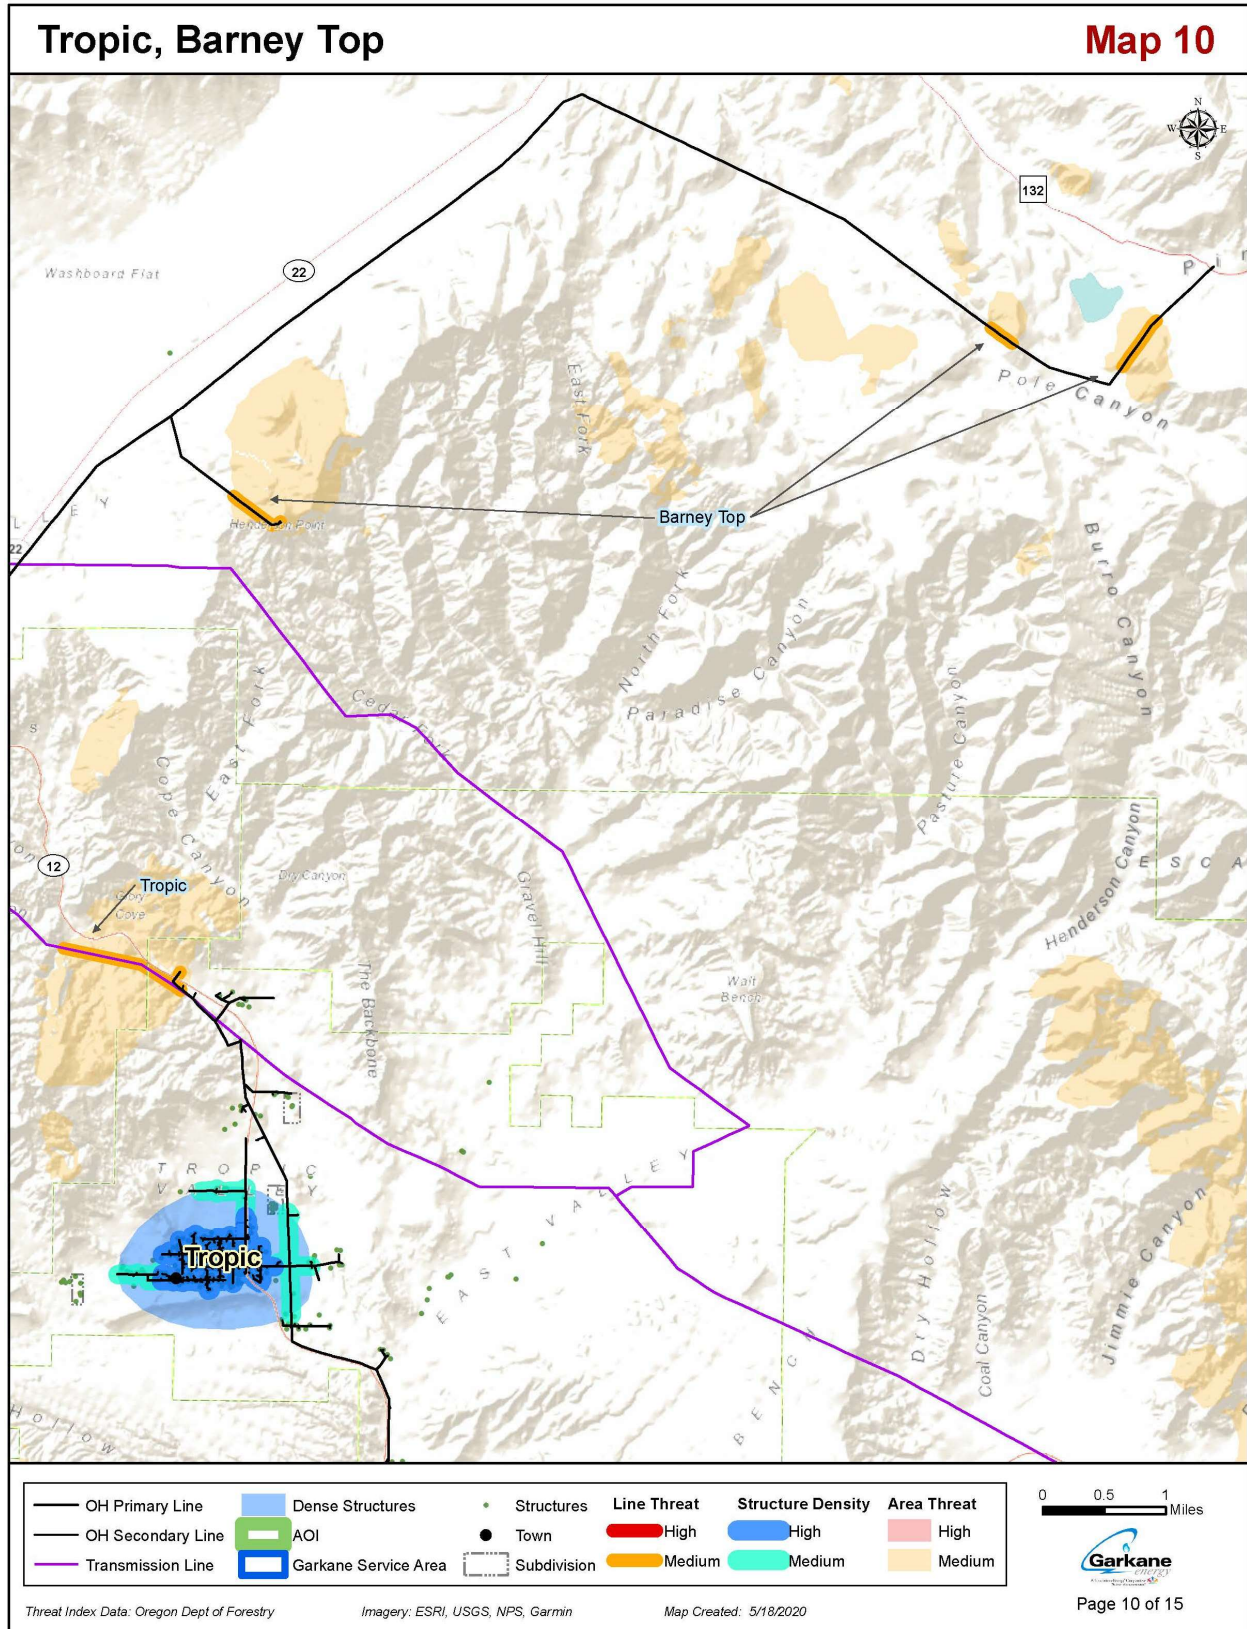 Tropic, Barney Top
Map 10
N
W E
S
132
Washboard Flat
22
East Fork
Pole Canyon
Barney Top
Henderson Point
22
Burro Canyon
North Fork
Paradise Canyon
East Fork
Cedar Fork
Cope Canyon
Pasture Canyon
12
Dry Canyon
Tropic
Cove
Gravel Hill
Henderson Canyon
E S C A
The Backbone
Bench
TROPIC
VALLEY
Tropic
EAST VALLEY
Dry Hollow
Coal Canyon
Jimmie Canyon
BENCH
Hollow
OH Primary Line
OH Secondary Line
Transmission Line
Dense Structures
AOI
Garkane Service Area
Structures
Town
Subdivision
Line Threat
High
Medium
Structure Density
High
Medium
Area Threat
High
Medium
0 0.5 1
Miles
Garkane
energy
Page 10 of 15
Threat Index Data: Oregon Dept of Forestry
Imagery: ESRI, USGS, NPS, Garmin
Map Created: 5/18/2020